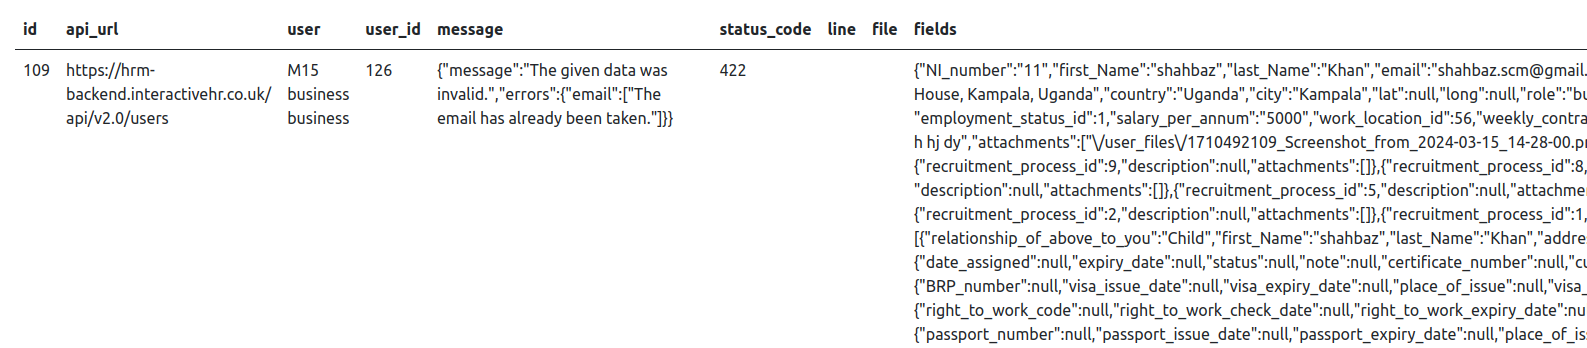 id api_url user user_id message status_code line file fields
109 https://hrm- M15 126 {"message":"The given data was 422 {"NI_number":"11","first_Name":"shahbaz","last_Name":"Khan","email":"shahbaz.scm@gmail.
backend.interactivehr.co.uk/ business invalid.","errors":{"email":["The House, Kampala, Uganda","country":"Uganda","city":"Kampala","lat":null,"long":null,"role":"bu
api/v2.0/users business email has already been taken."]}} "employment_status_id":1,"salary_per_annum":"5000","work_location_id":56,"weekly_contra
h hj dy","attachments":["\/user_files\/1710492109_Screenshot_from_2024-03-15_14-28-00.pn
{"recruitment_process_id":9,"description":null,"attachments":[]},{"recruitment_process_id":8,
"description":null,"attachments":[]},{"recruitment_process_id":5,"description":null,"attachme
{"recruitment_process_id":2,"description":null,"attachments":[]},{"recruitment_process_id":1,
[{"relationship_of_above_to_you":"Child","first_Name":"shahbaz","last_Name":"Khan","addre
{"date_assigned":null,"expiry_date":null,"status":null,"note":null,"certificate_number":null,"cu
{"BRP_number":null,"visa_issue_date":null,"visa_expiry_date":null,"place_of_issue":null,"visa_
{"right_to_work_code":null,"right_to_work_check_date":null,"right_to_work_expiry_date":nu
{"passport_number":null,"passport_issue_date":null,"passport_expiry_date":null,"place_of_is